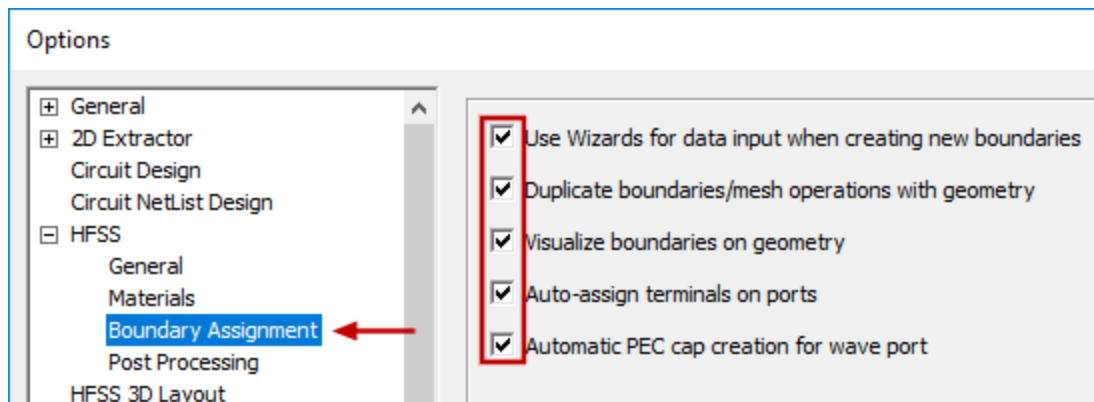 Options
General
2D Extractor
Circuit Design
Circuit NetList Design
HFSS
General
Materials
Boundary Assignment
Post Processing
HFSS 3D Layout
Use Wizards for data input when creating new boundaries
Duplicate boundaries/mesh operations with geometry
Visualize boundaries on geometry
Auto-assign terminals on ports
Automatic PEC cap creation for wave port